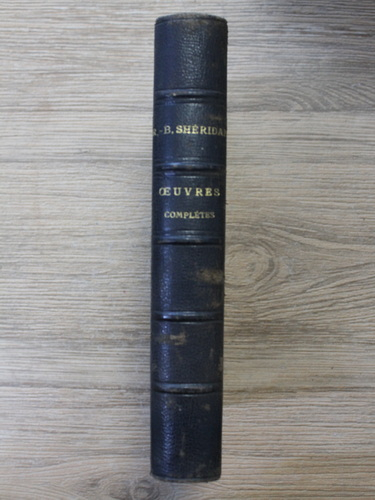 R.-B. SHÉRIDAN
ŒUVRES
COMPLÈTES